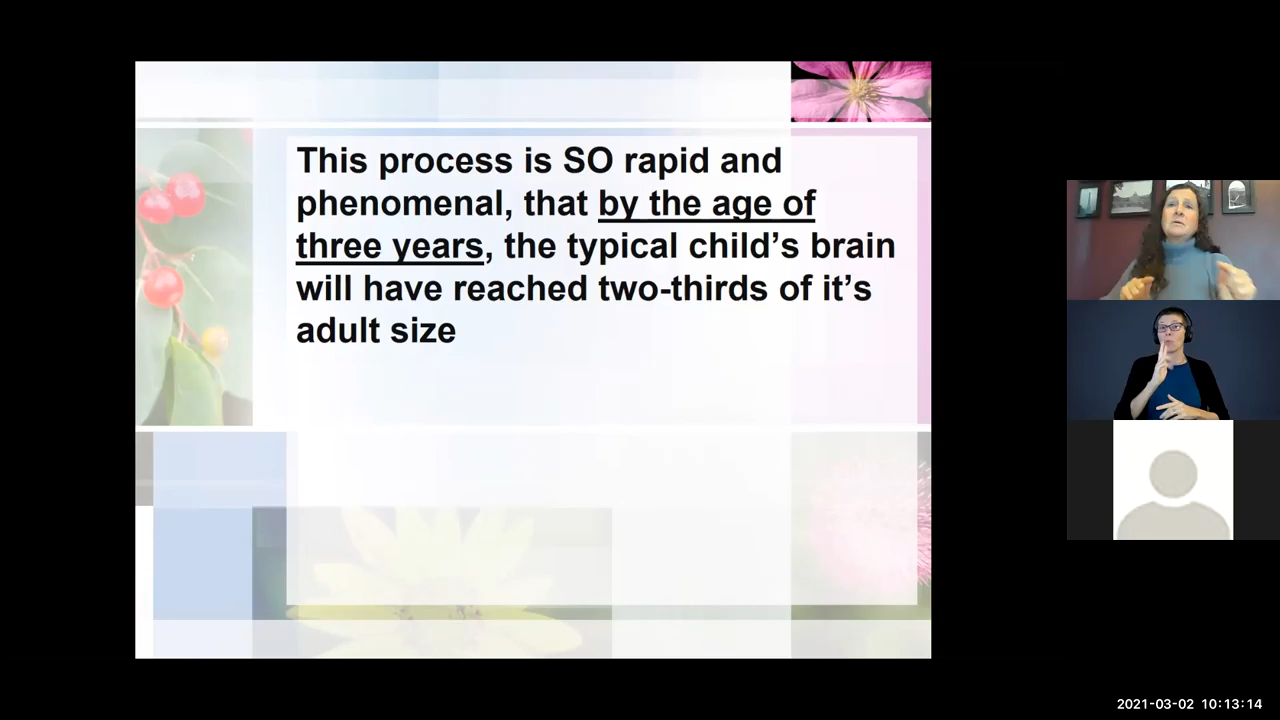 This process is SO rapid and
phenomenal, that by the age of
three years, the typical child’s brain
will have reached two-thirds of it’s
adult size
2021-03-02 10:13:14